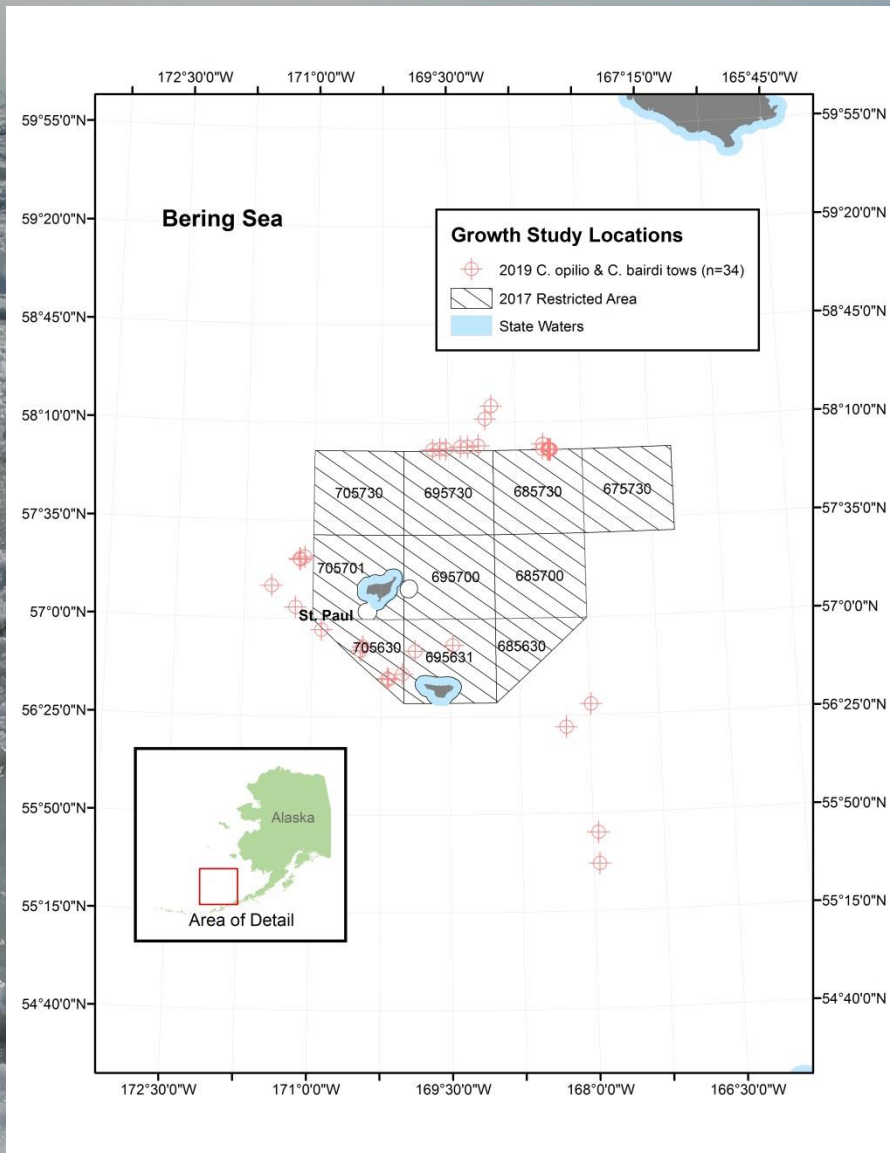 172°30'0"W 171°0'0"W 169°30'0"W 167°15'0"W 165°45'0"W
59°55'0"N 59°55'0"N
59°20'0"N 59°20'0"N
Bering Sea
Growth Study Locations
2019 C. opilio & C. bairdi tows (n=34)
2017 Restricted Area
State Waters
58°45'0"N 58°45'0"N
58°10'0"N 58°10'0"N
705730 695730 685730 675730
57°35'0"N 57°35'0"N
705701 695700 685700
57°0'0"N 57°0'0"N
St. Paul
705630 695631 685630
56°25'0"N 56°25'0"N
55°50'0"N 55°50'0"N
Alaska
55°15'0"N 55°15'0"N
Area of Detail
54°40'0"N 54°40'0"N
172°30'0"W 171°0'0"W 169°30'0"W 168°0'0"W 166°30'0"W